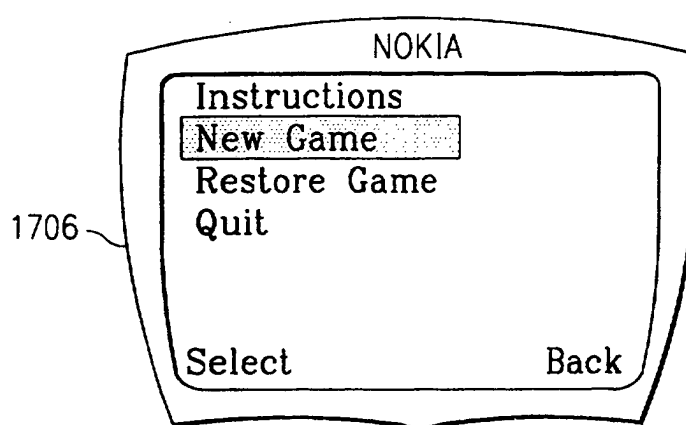 NOKIA
Instructions
New Game
Restore Game
Quit
1706
Select Back